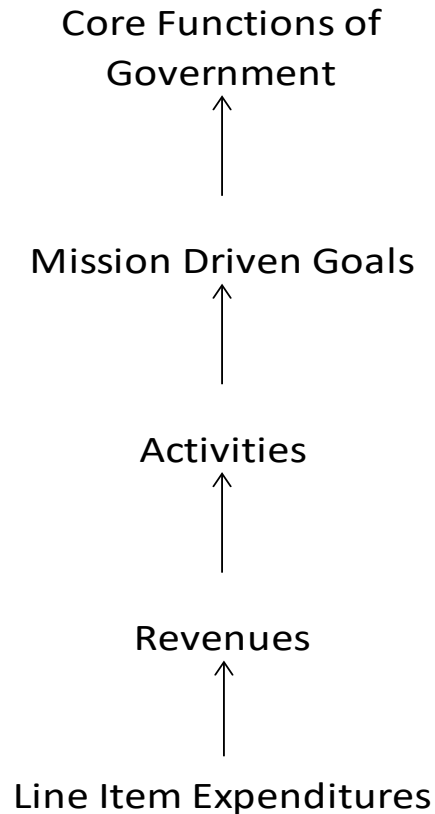 Core Functions of
Government
Mission Driven Goals
Activities
Revenues
Line Item Expenditures